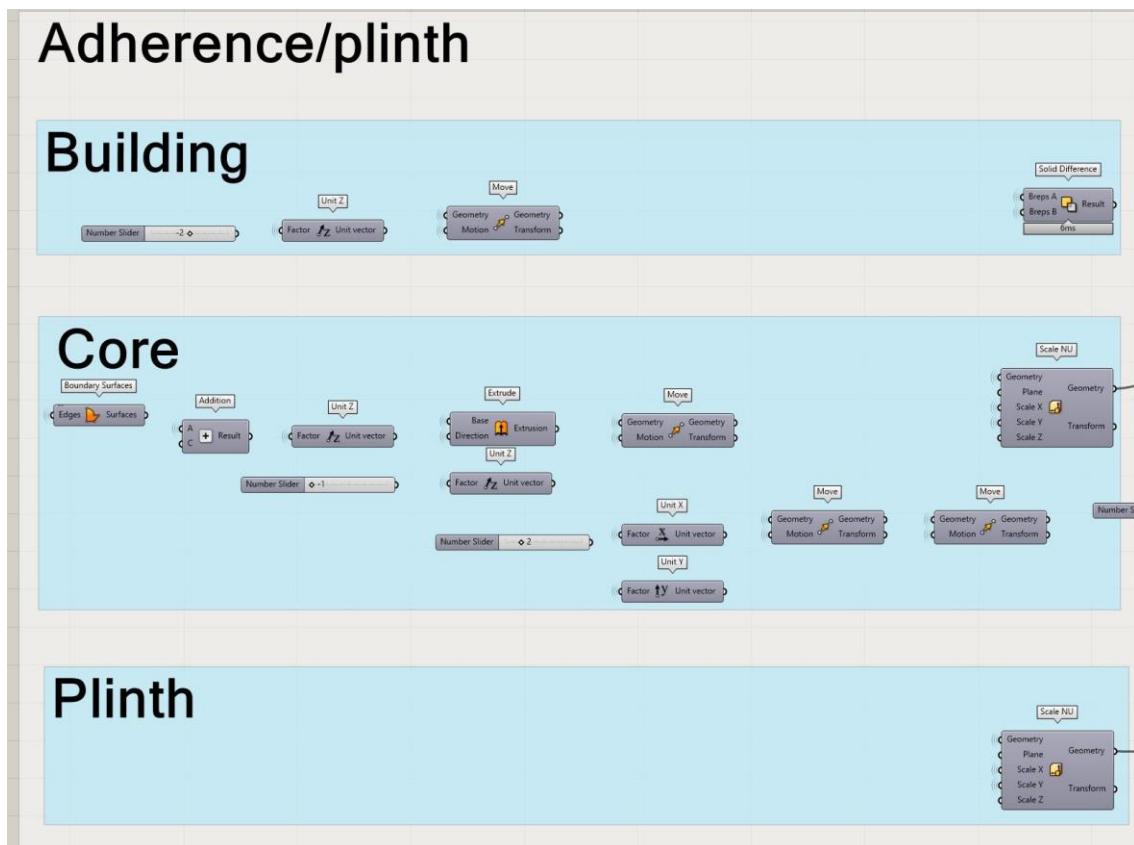 Adherence/plinth
Building
Solid Difference
Breps A Result
Breps B
6ms
Move
Unit Z
Geometry Geometry
Motion Transform
Number Slider -2
Factor Unit vector
Core
Boundary Surfaces
Edges Surfaces
Addition
A Result
C
Unit Z
Factor Unit vector
Extrude
Base Extrusion
Direction
Move
Geometry Geometry
Motion Transform
Scale NU
Geometry
Plane Geometry
Scale X
Scale Y Transform
Scale Z
Number Slider -1
Unit Z
Factor Unit vector
Number Slider 2
Unit X
Factor X Unit vector
Move
Geometry Geometry
Motion Transform
Move
Geometry Geometry
Motion Transform
Number S
Unit Y
Factor y Unit vector
Plinth
Scale NU
Geometry
Plane Geometry
Scale X
Scale Y Transform
Scale Z